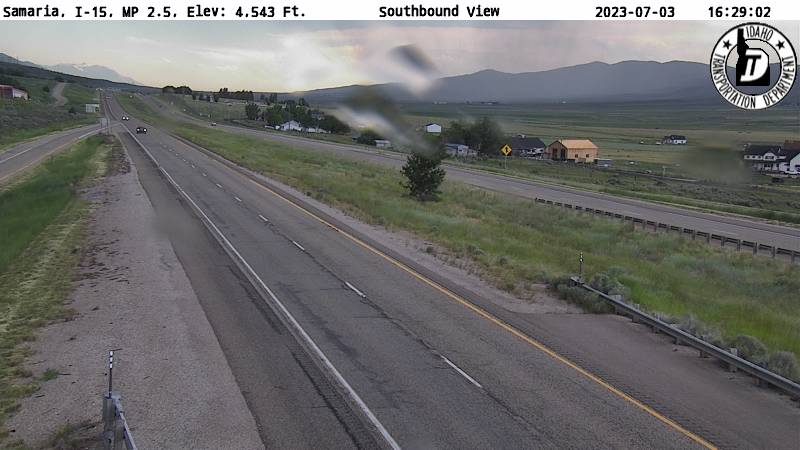 Samaria, I-15, MP 2.5, Elev: 4,543 Ft. Southbound View 2023-07-03 16:29:02
IDAHO
TRANSPORTATION DEPARTMENT